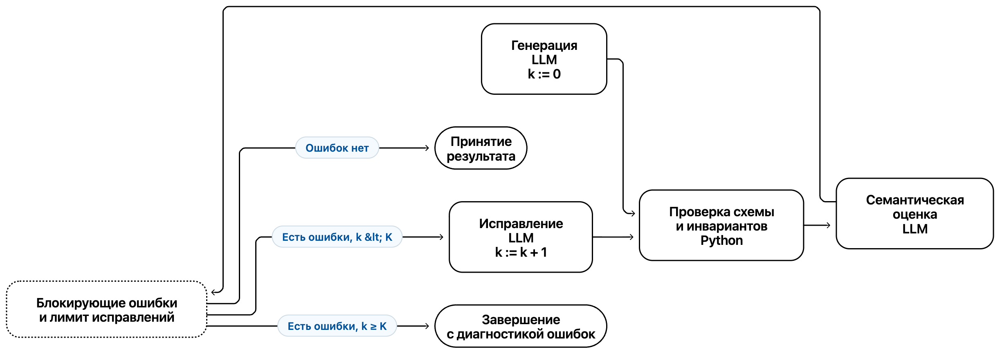 Генерация
LLM
k := 0
Ошибок нет
Принятие
результата
Семантическая
оценка
LLM
Проверка схемы
и инвариантов
Python
Исправление
LLM
k := k + 1
Есть ошибки, k &lt; K
Блокирующие ошибки
и лимит исправлений
Есть ошибки, k ≥ K
Завершение
с диагностикой ошибок